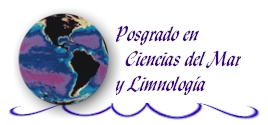 Posgrado en
Ciencias del Mar
y Limnología